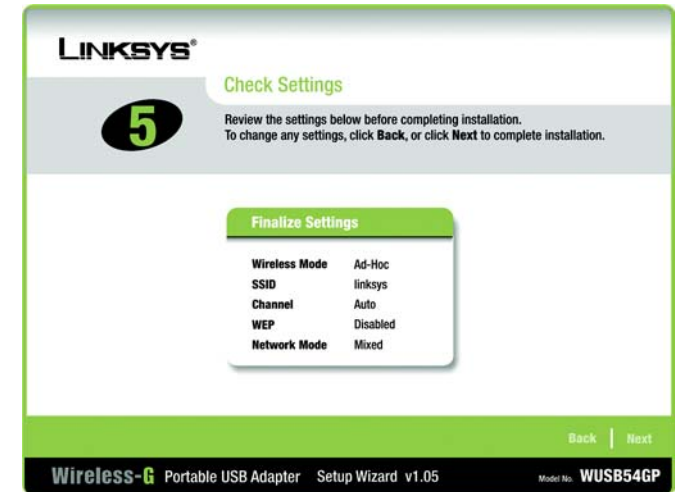 LINKSYS®
Check Settings
5
Review the settings below before completing installation.
To change any settings, click Back, or click Next to complete installation.
Finalize Settings
Wireless Mode Ad-Hoc
SSID linksys
Channel Auto
WEP Disabled
Network Mode Mixed
Back | Next
Wireless-G Portable USB Adapter Setup Wizard v1.05 Model No. WUSB54GP